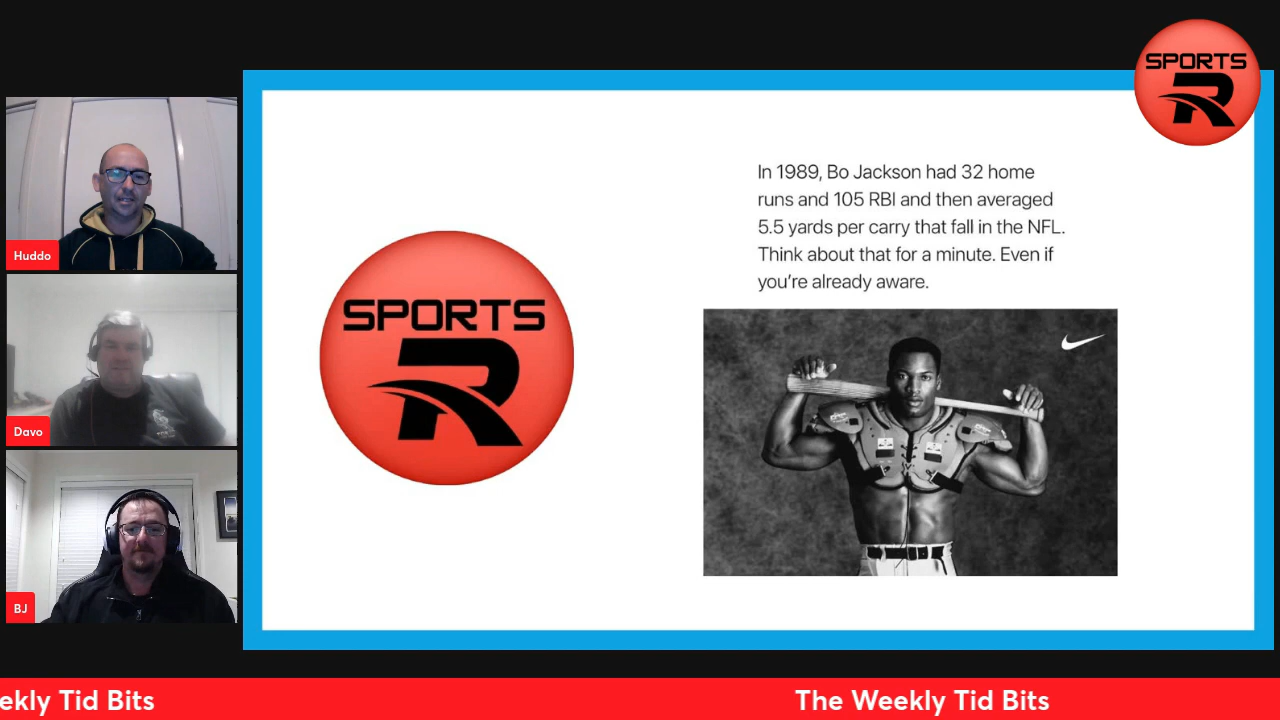 SPORTS
R
Huddo
Davo
BJ
SPORTS
R
In 1989, Bo Jackson had 32 home
runs and 105 RBI and then averaged
5.5 yards per carry that fall in the NFL.
Think about that for a minute. Even if
you're already aware.
ekly Tid Bits
The Weekly Tid Bits